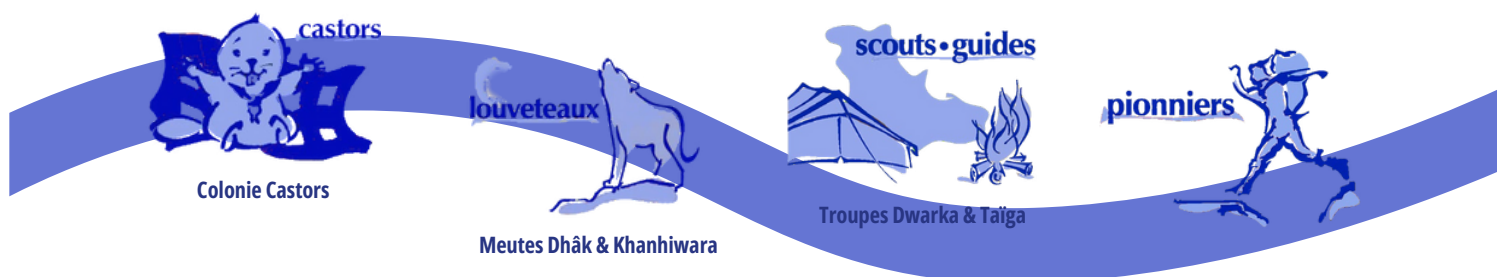 castors
Colonie Castors
louveteaux
Meutes Dhâk & Khanhiwara
scouts•guides
Troupes Dwarka & Taïga
pionniers